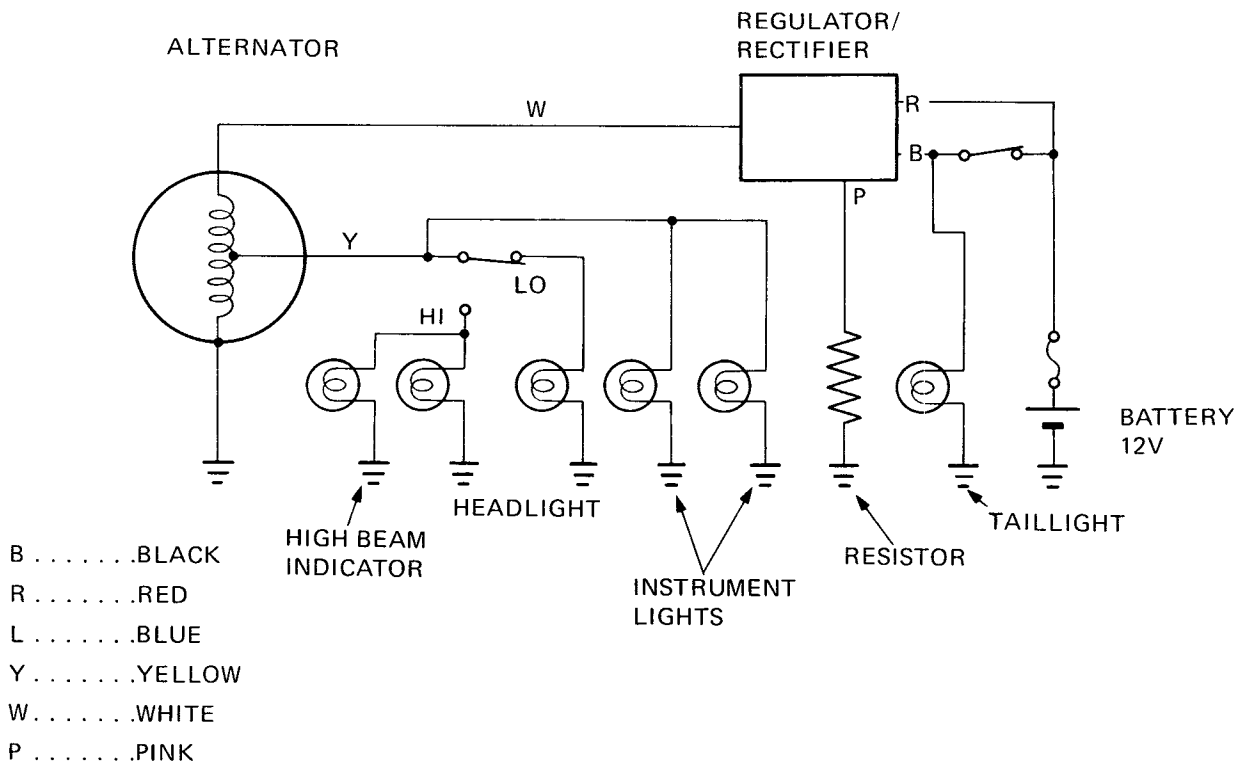 REGULATOR/
RECTIFIER
ALTERNATOR
W
R
B
P
Y
LO
HI
BATTERY
12V
HEADLIGHT
TAILLIGHT
HIGH BEAM
INDICATOR
RESISTOR
INSTRUMENT
LIGHTS
B . . . . . . . BLACK
R . . . . . . . RED
L . . . . . . . BLUE
Y . . . . . . . YELLOW
W . . . . . . . WHITE
P . . . . . . . PINK